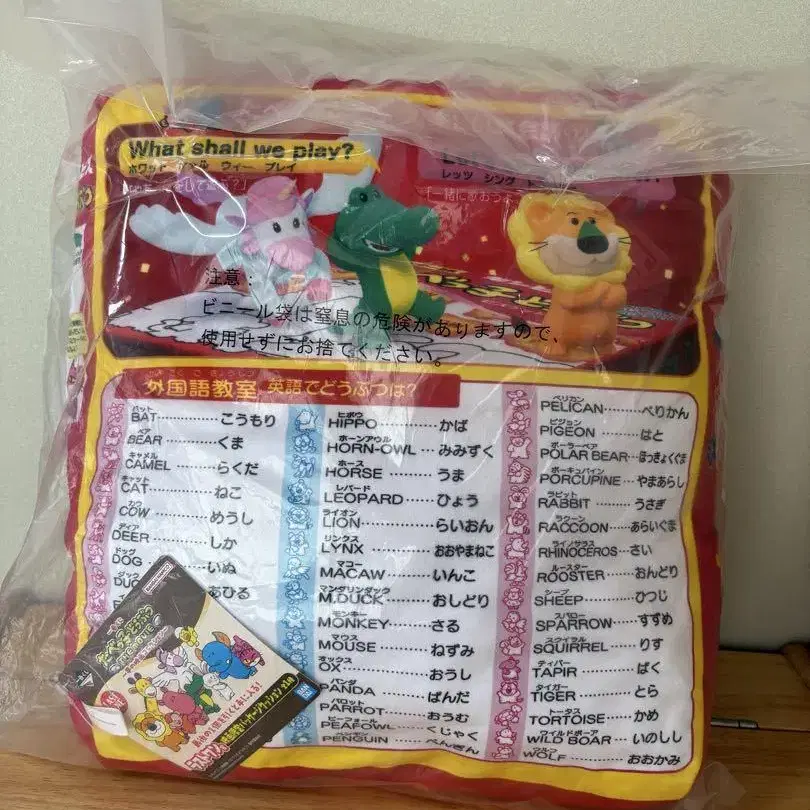 What shall we play?
ウィー プレイ
レッツ シング
注意：
ビニール袋は窒息の危険がありますので、
使用せずにお捨てください。
外国語教室 英語でどうぶつは?
バット
BAT……こうもり
ベア
BEAR……くま
キャメル
CAMEL……らくだ
キャット
CAT……ねこ
カウ
COW……めうし
ディア
DEER……しか
ドッグ
DOG……いぬ
ダック
あひる
ヒポウ
HIPPO……かば
ホーンアウル
HORN-OWL……みみずく
ホース
HORSE……うま
レパード
LEOPARD……ひょう
ライオン
LION……らいおん
リンクス
LYNX……おおやまねこ
マコー
MACAW……いんこ
マンダリンダック
M.DUCK……おしどり
モンキー
MONKEY……さる
マウス
MOUSE……ねずみ
オックス
OX……おうし
パンダ
PANDA……ぱんだ
パロット
PARROT……おうむ
ピーフォウル
PEAFOWL……くじゃく
PENGUIN……ぺんぎん
ペリカン
PELICAN……ぺりかん
ピジョン
PIGEON……はと
ポーラーベア
POLAR BEAR……ほっきょくぐま
ポーキュパイン
PORCUPINE……やまあらし
ラビット
RABBIT……うさぎ
ラクーン
RACCOON……あらいぐま
ライノサラス
RHINOCEROS……さい
ルースター
ROOSTER……おんどり
シープ
SHEEP……ひつじ
スパロー
SPARROW……すずめ
スクイラル
SQUIRREL……りす
テイパー
TAPIR……ばく
タイガー
TIGER……とら
トータス
TORTOISE……かめ
ワイルドボーア
WILD BOAR……いのしし
ウルフ
WOLF……おおかみ
BANDAI